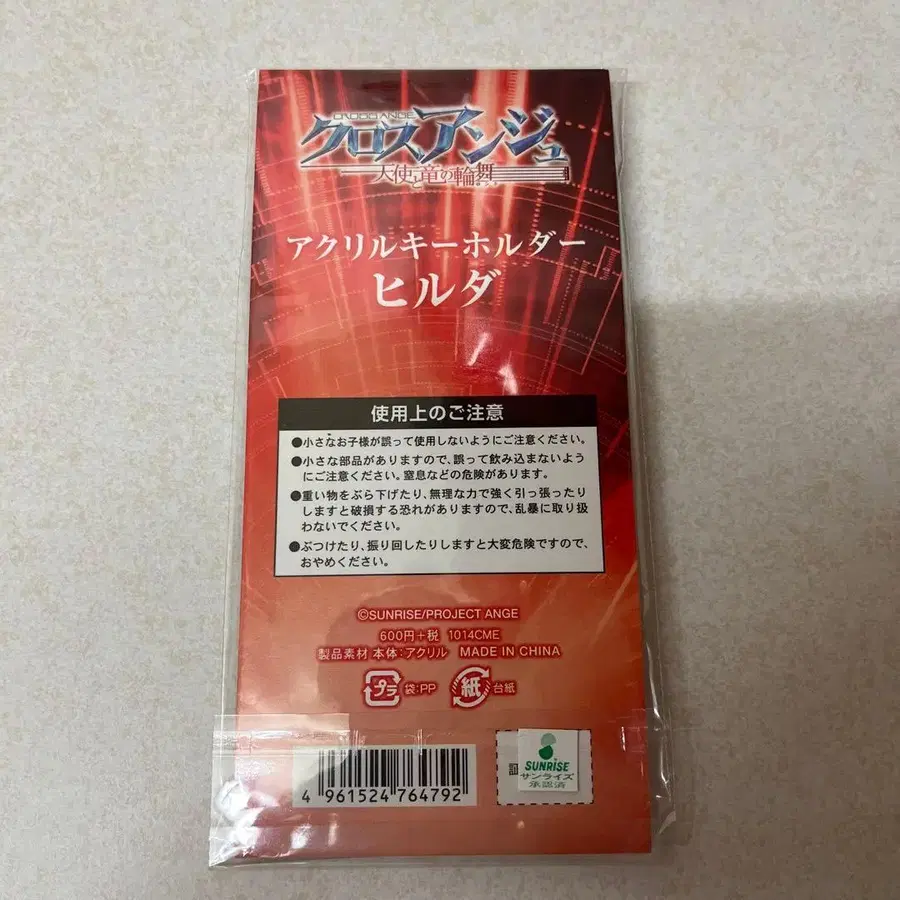 CROSS ANGE
クロスアンジュ
天使と竜の輪舞
アクリルキーホルダー
ヒルダ
使用上のご注意
●小さなお子様が誤って使用しないようにご注意ください。
●小さな部品がありますので、誤って飲み込まないよう
にご注意ください。窒息などの危険があります。
●重い物をぶら下げたり、無理な力で強く引っ張ったり
しますと破損する恐れがありますので、乱暴に取り扱
わないでください。
●ぶつけたり、振り回したりしますと大変危険ですので、
おやめください。
©SUNRISE/PROJECT ANGE
600円+税 1014CME
製品素材 本体:アクリル MADE IN CHINA
プラ 袋:PP 紙 台紙
4 961524 764792
証
SUNRISE
サンライズ
承認済